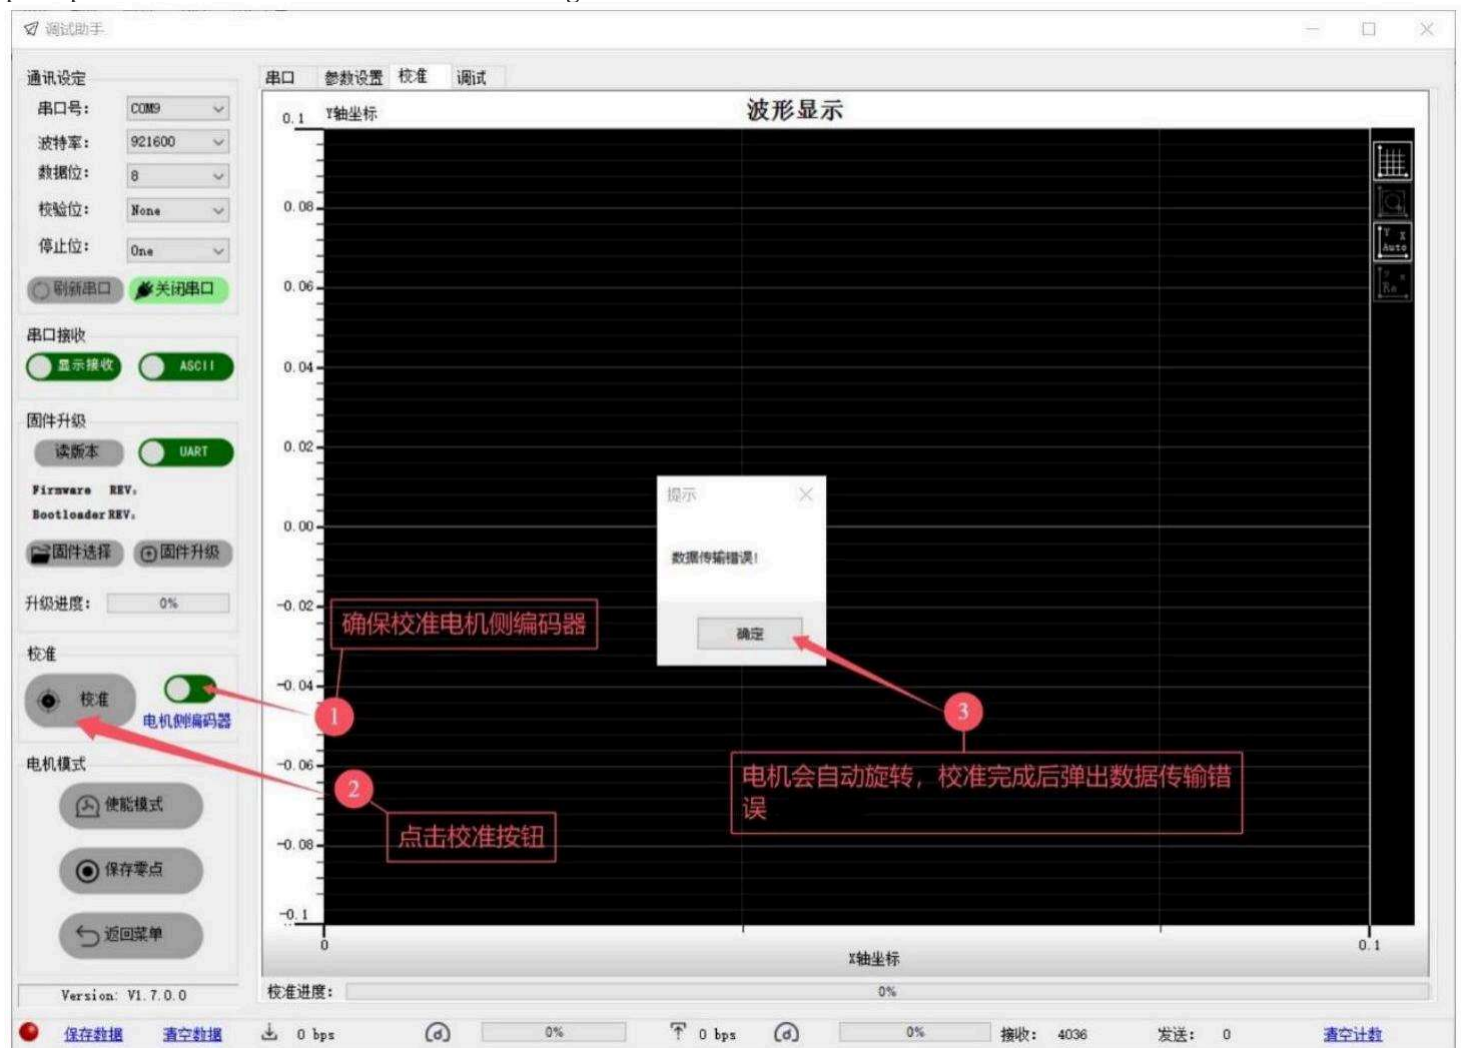 调试助手
通讯设定
串口号： COM9
波特率： 921600
数据位： 8
校验位： None
停止位： One
刷新串口 关闭串口
串口接收
显示接收 ASCII
固件升级
读版本 UART
Firmware REV:
Bootloader REV:
固件选择 固件升级
升级进度： 0%
校准
校准
电机侧编码器
电机模式
使能模式
保存零点
返回菜单
Version: V1.7.0.0
串口 参数设置 校准 调试
波形显示
Y轴坐标
0.1
0.08
0.06
0.04
0.02
0.00
-0.02
-0.04
-0.06
-0.08
-0.1
0
0.1
X轴坐标
Y X
Auto
提示
数据传输错误!
确定
确保校准电机侧编码器
1
2
点击校准按钮
3
电机会自动旋转，校准完成后弹出数据传输错
误
校准进度： 0%
保存数据 清空数据 0 bps 0% 0 bps 0% 接收： 4036 发送： 0 清空计数